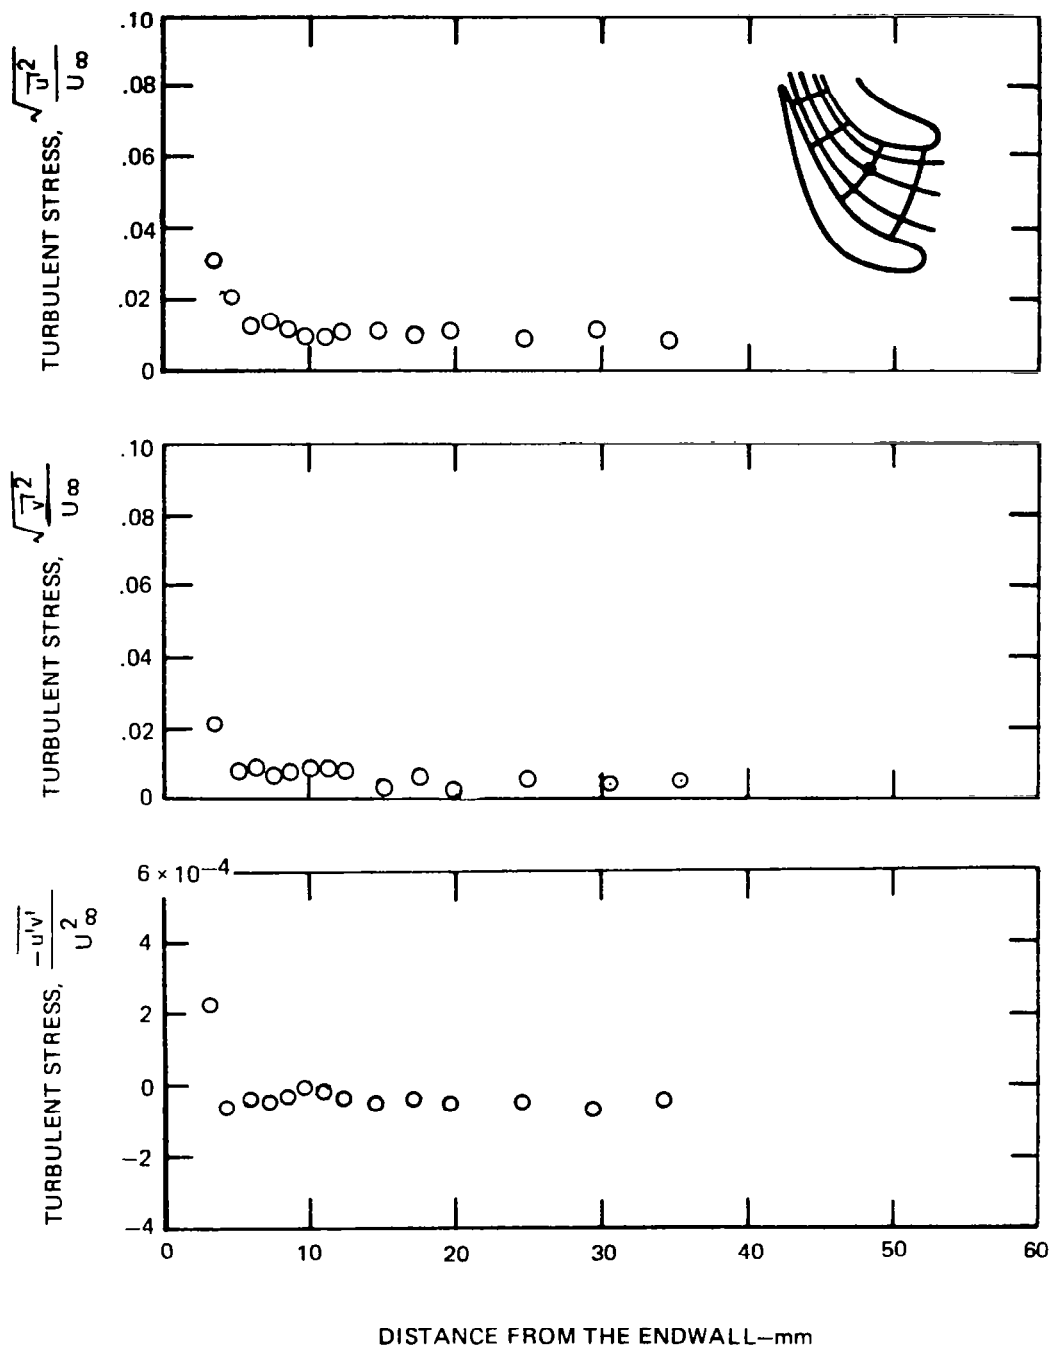 TURBULENT STRESS, √u'² / U∞
.10
.08
.06
.04
.02
0
TURBULENT STRESS, √v'² / U∞
.10
.08
.06
.04
.02
0
TURBULENT STRESS, −u'v' / U²∞
6 × 10−4
4
2
0
−2
−4
0 10 20 30 40 50 60
DISTANCE FROM THE ENDWALL—mm